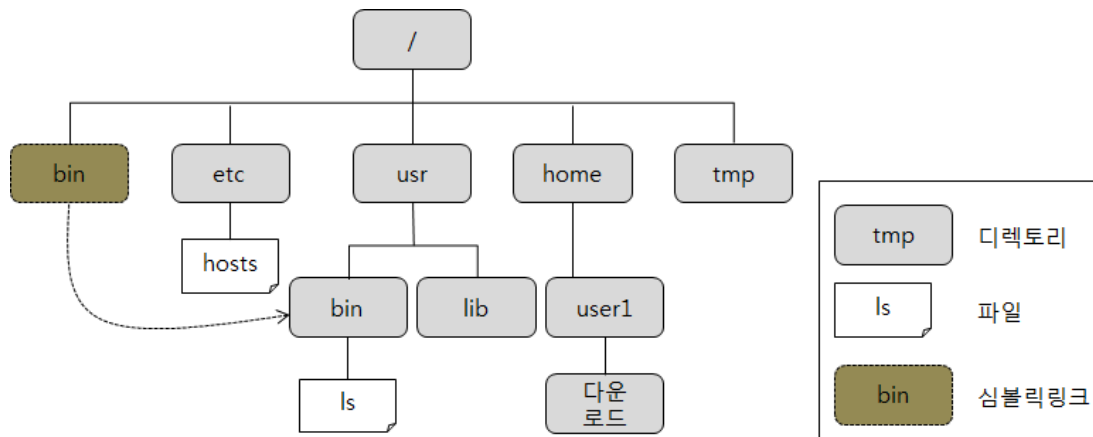 /
bin
etc
usr
home
tmp
hosts
bin
lib
user1
ls
다운
로드
tmp
디렉토리
ls
파일
bin
심볼릭링크